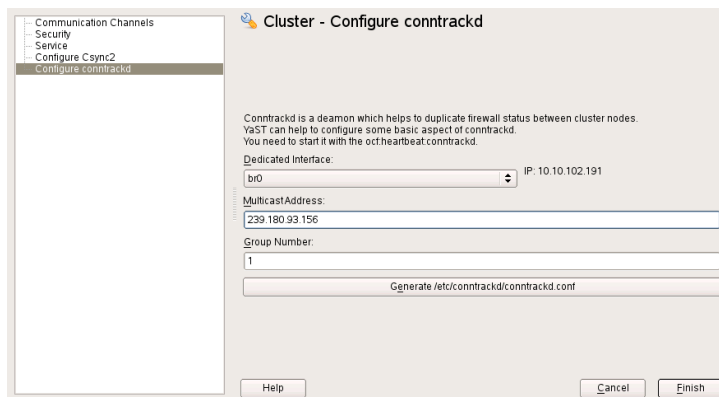 Communication Channels
Security
Service
Configure Csync2
Configure conntrackd
Cluster - Configure conntrackd
Conntrackd is a deamon which helps to duplicate firewall status between cluster nodes.
YaST can help to configure some basic aspect of conntrackd.
You need to start it with the ocf:heartbeat:conntrackd.
Dedicated Interface:
br0
IP: 10.10.102.191
Multicast Address:
239.180.93.156
Group Number:
1
Generate /etc/conntrackd/conntrackd.conf
Help
Cancel
Finish